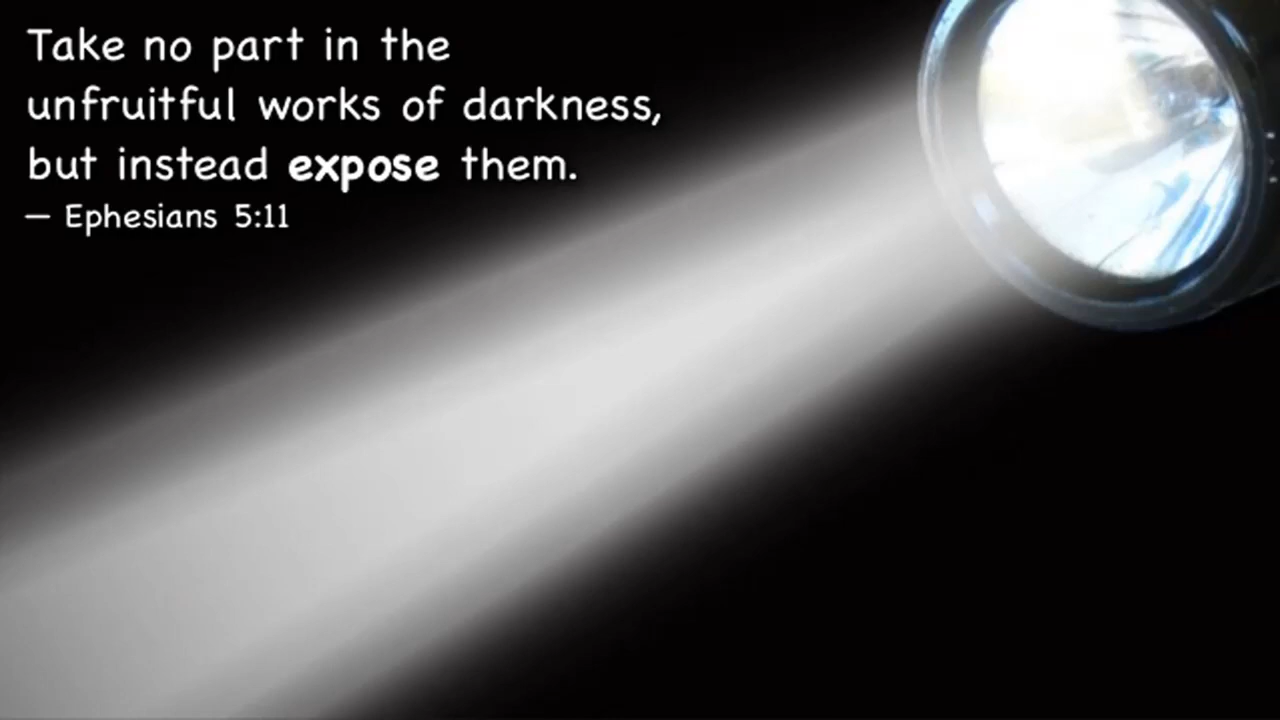 Take no part in the
unfruitful works of darkness,
but instead expose them.
— Ephesians 5:11